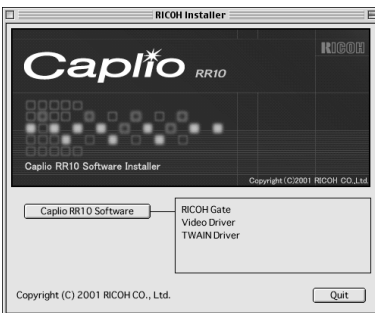 RICOH Installer
RICOH
Caplio RR10
Caplio RR10 Software Installer
Copyright (C)2001 RICOH CO.,Ltd.
Caplio RR10 Software
RICOH Gate
Video Driver
TWAIN Driver
Copyright (C) 2001 RICOH CO., Ltd.
Quit